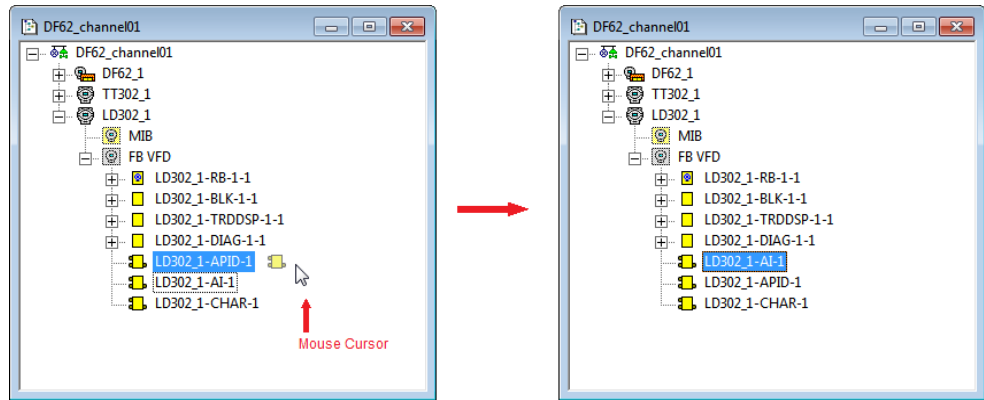 DF62_channel01
DF62_channel01
DF62_1
TT302_1
LD302_1
MIB
FB VFD
LD302_1-RB-1-1
LD302_1-BLK-1-1
LD302_1-TRDDSP-1-1
LD302_1-DIAG-1-1
LD302_1-APID-1
LD302_1-AI-1
LD302_1-CHAR-1
Mouse Cursor
DF62_channel01
DF62_channel01
DF62_1
TT302_1
LD302_1
MIB
FB VFD
LD302_1-RB-1-1
LD302_1-BLK-1-1
LD302_1-TRDDSP-1-1
LD302_1-DIAG-1-1
LD302_1-AI-1
LD302_1-APID-1
LD302_1-CHAR-1